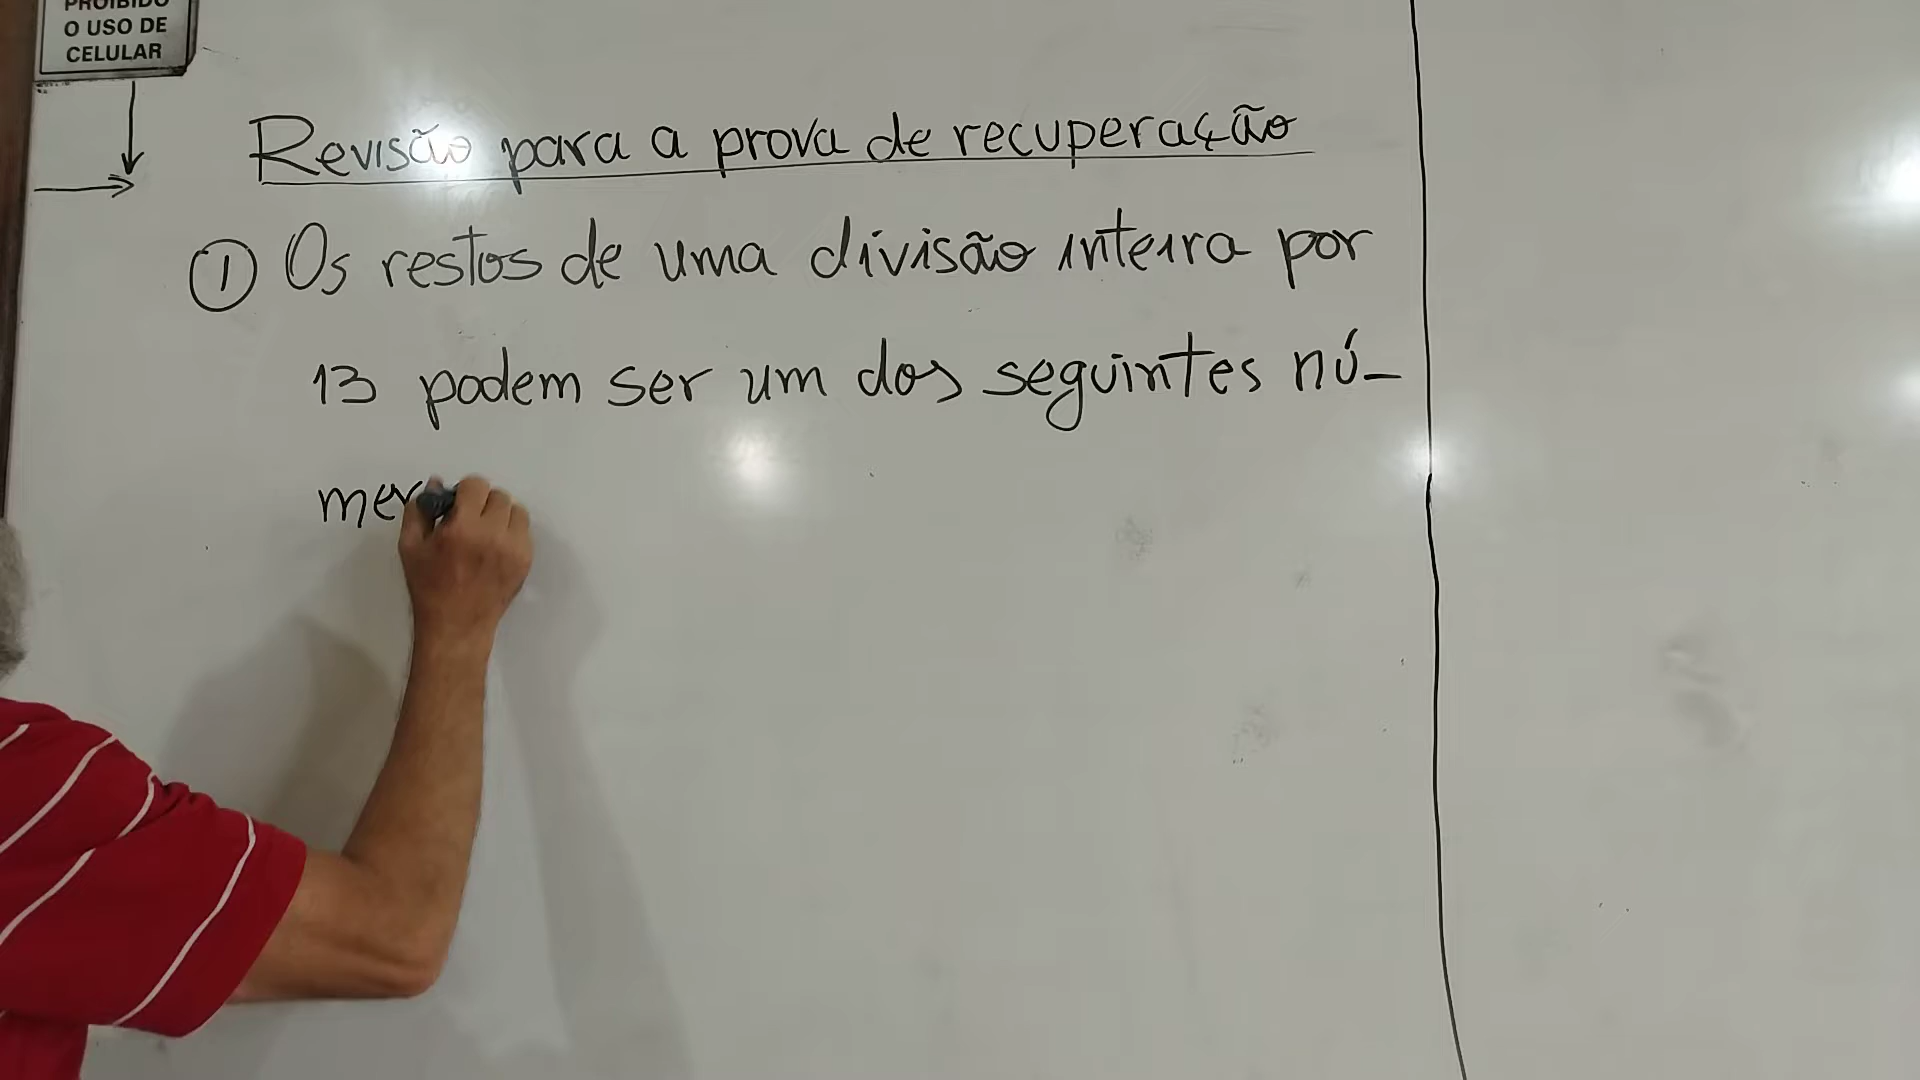 PROIBIDO
O USO DE
CELULAR
Revisão para a prova de recuperação
① Os restos de uma divisão inteira por
13 podem ser um dos seguintes nú-
mer